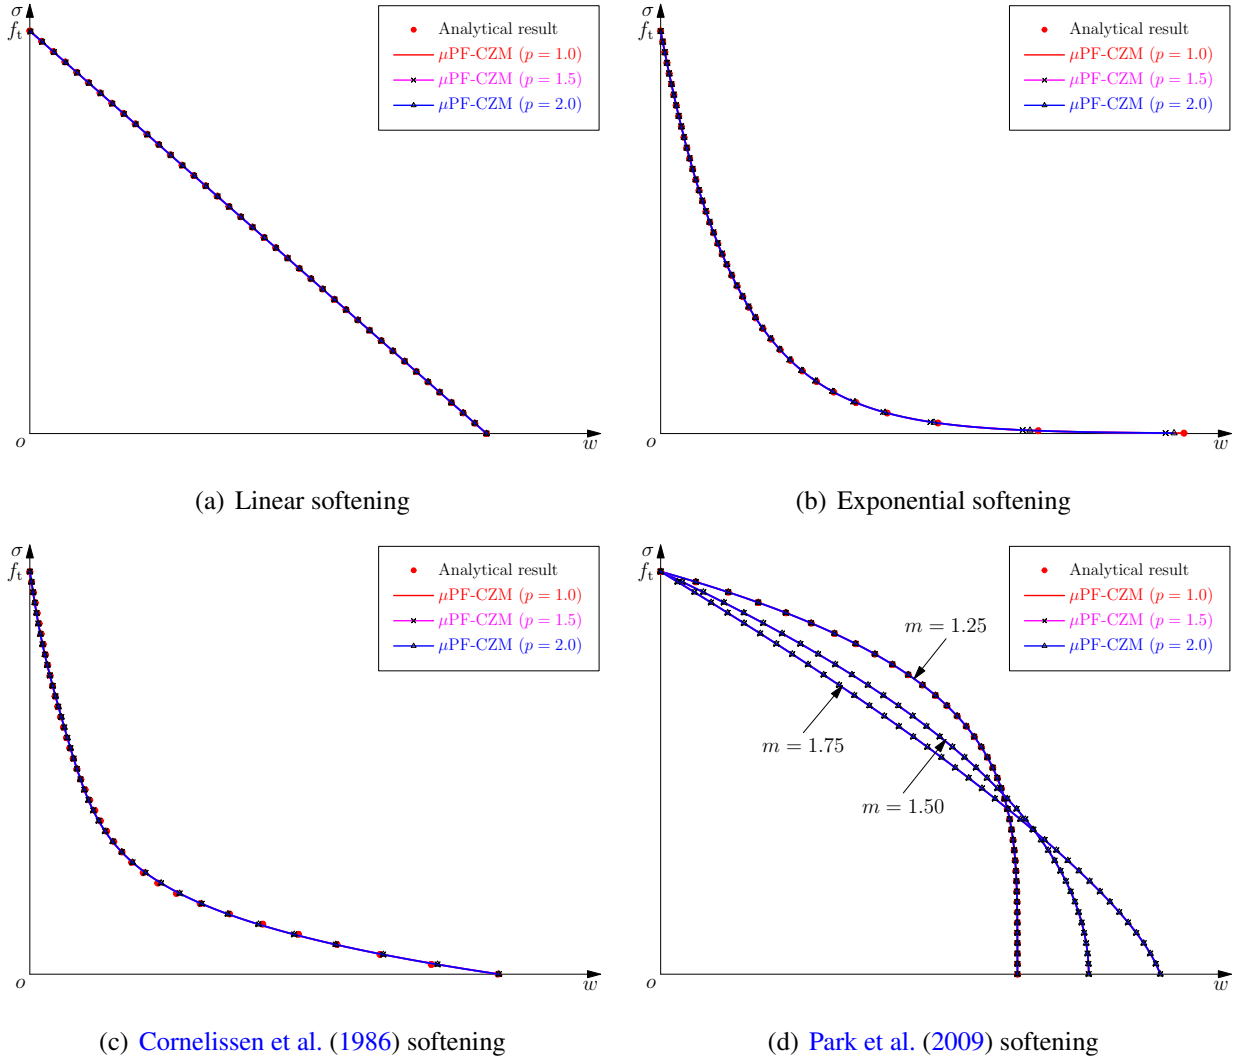 σ
f_t
Analytical result
μPF-CZM (p = 1.0)
μPF-CZM (p = 1.5)
μPF-CZM (p = 2.0)
o
w
(a) Linear softening
σ
f_t
Analytical result
μPF-CZM (p = 1.0)
μPF-CZM (p = 1.5)
μPF-CZM (p = 2.0)
o
w
(b) Exponential softening
σ
f_t
Analytical result
μPF-CZM (p = 1.0)
μPF-CZM (p = 1.5)
μPF-CZM (p = 2.0)
o
w
(c) Cornelissen et al. (1986) softening
σ
f_t
Analytical result
μPF-CZM (p = 1.0)
μPF-CZM (p = 1.5)
μPF-CZM (p = 2.0)
m = 1.25
m = 1.75
m = 1.50
o
w
(d) Park et al. (2009) softening